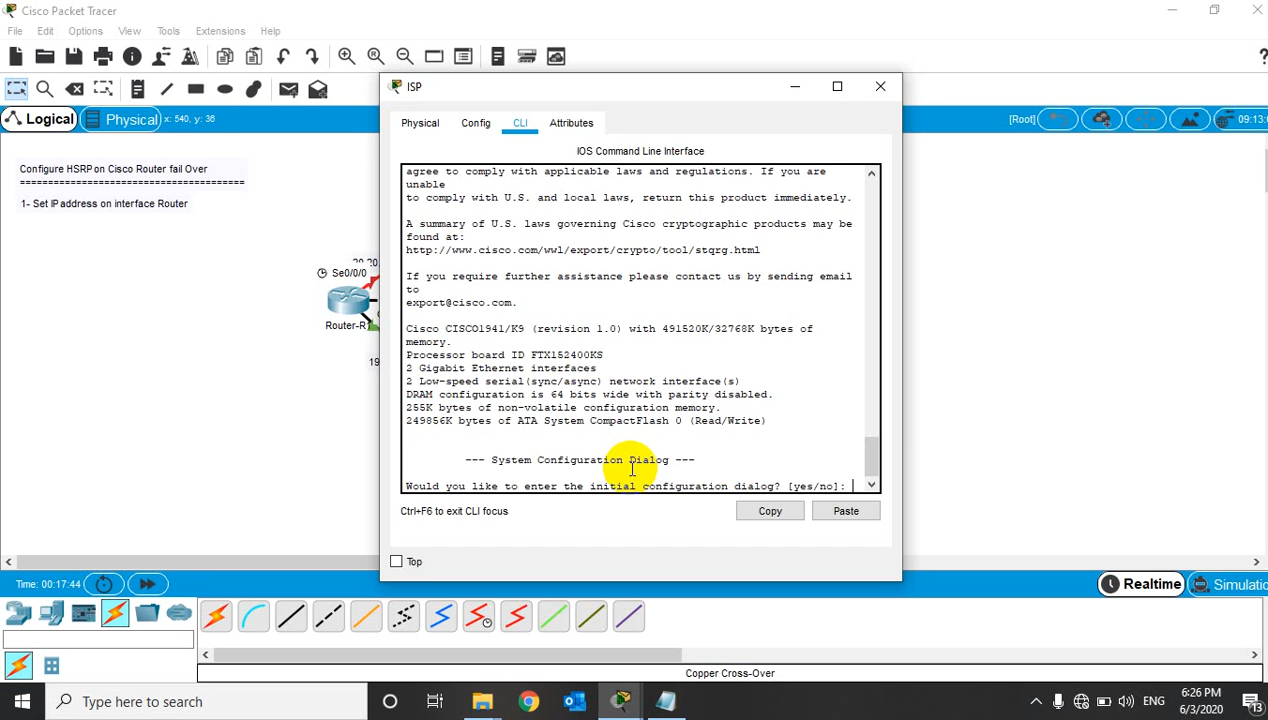 Cisco Packet Tracer
File Edit Options View Tools Extensions Help
Logical Physical x: 540, y: 36 [Root] 09:13:0
Configure HSRP on Cisco Router fail Over
========================================
1- Set IP address on interface Router
20.20.
Se0/0/0
Router-R1
19
ISP
Physical Config CLI Attributes
IOS Command Line Interface
agree to comply with applicable laws and regulations. If you are
unable
to comply with U.S. and local laws, return this product immediately.
A summary of U.S. laws governing Cisco cryptographic products may be
found at:
http://www.cisco.com/wwl/export/crypto/tool/stqrg.html
If you require further assistance please contact us by sending email
to
export@cisco.com.
Cisco CISCO1941/K9 (revision 1.0) with 491520K/32768K bytes of
memory.
Processor board ID FTX152400KS
2 Gigabit Ethernet interfaces
2 Low-speed serial(sync/async) network interface(s)
DRAM configuration is 64 bits wide with parity disabled.
255K bytes of non-volatile configuration memory.
249856K bytes of ATA System CompactFlash 0 (Read/Write)
--- System Configuration Dialog ---
Would you like to enter the initial configuration dialog? [yes/no]:
Ctrl+F6 to exit CLI focus
Copy Paste
Top
Time: 00:17:44
Realtime Simulatio
Copper Cross-Over
Type here to search
ENG
6:26 PM
6/3/2020
13